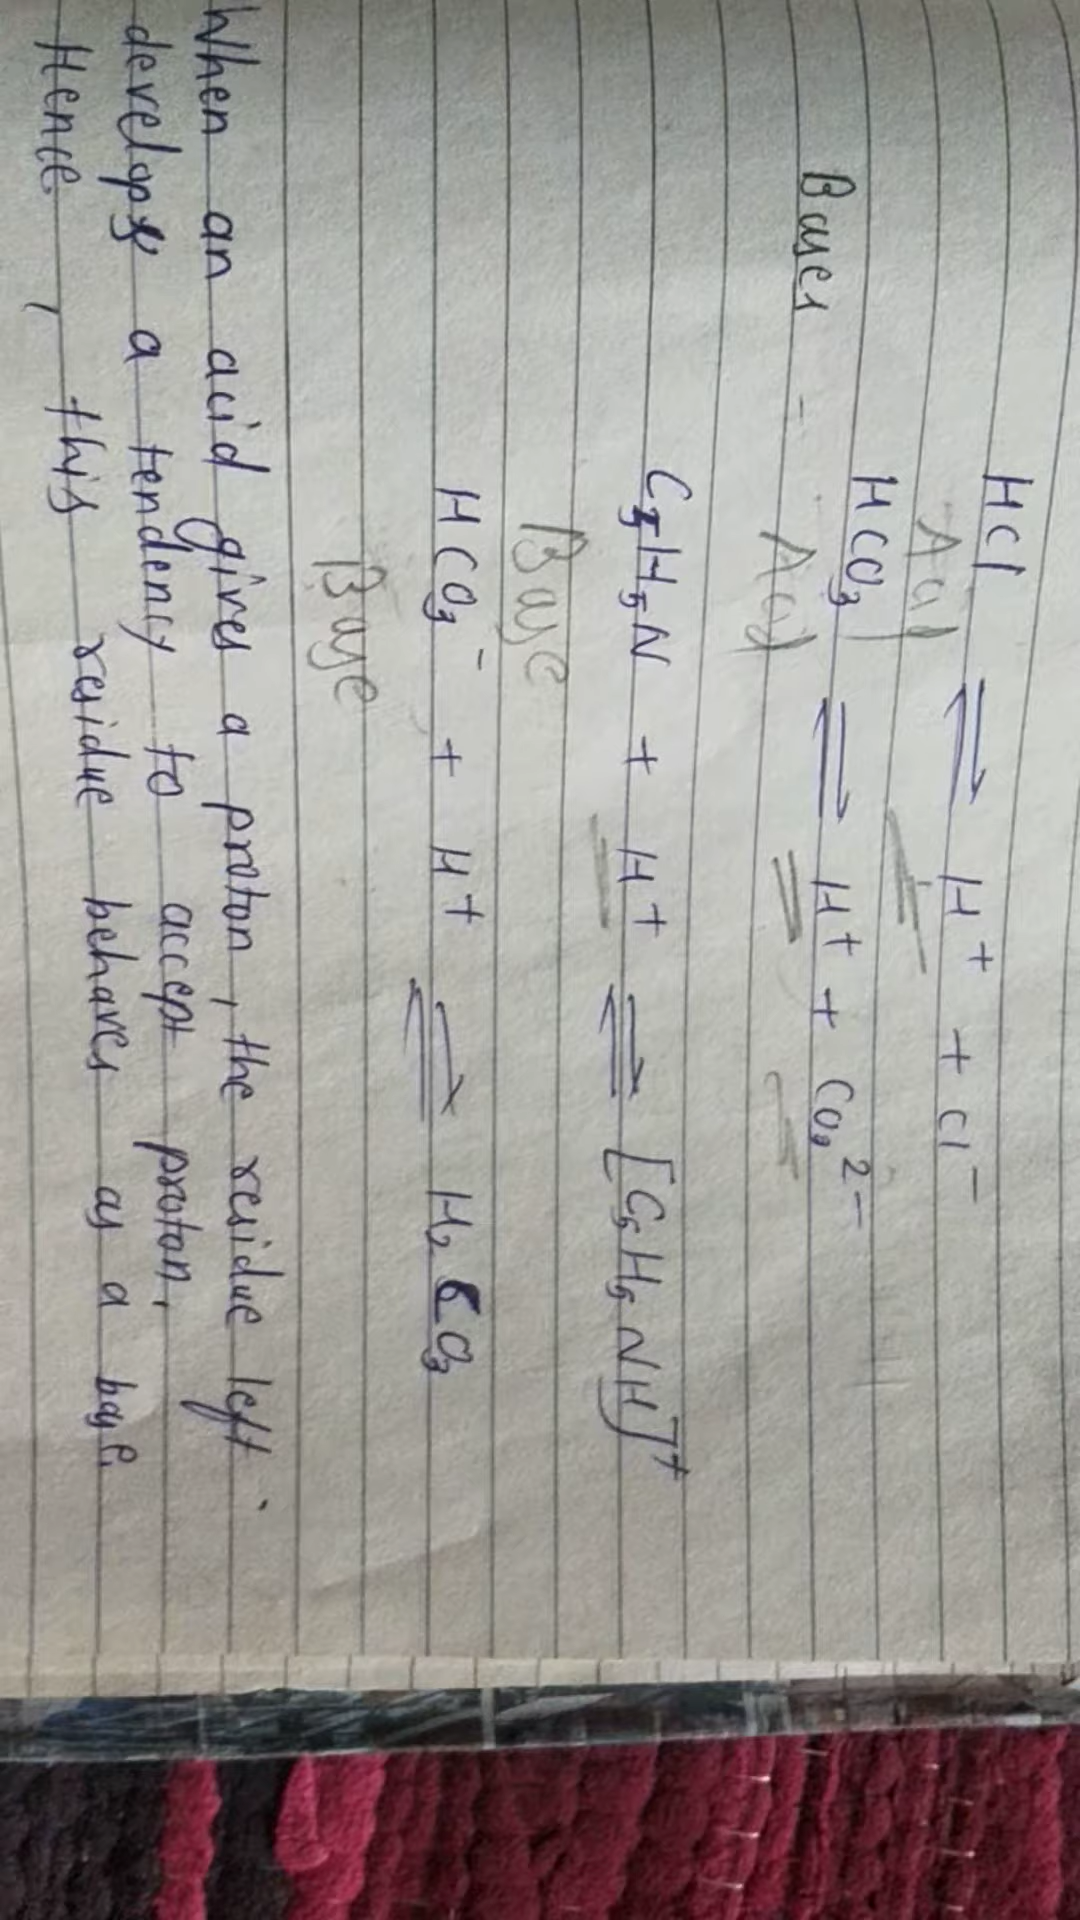 HCl ⇌ H⁺ + Cl⁻
Acid
HCO₃⁻ ⇌ H⁺ + CO₃²⁻
Acid
Bases -
C₅H₅N + H⁺ ⇌ [C₅H₅NH]⁺
Base
HCO₃⁻ + H⁺ ⇌ H₂CO₃
Base
When an acid gives a proton, the residue left
develops a tendency to accept proton,
Hence, this residue behaves as a base.